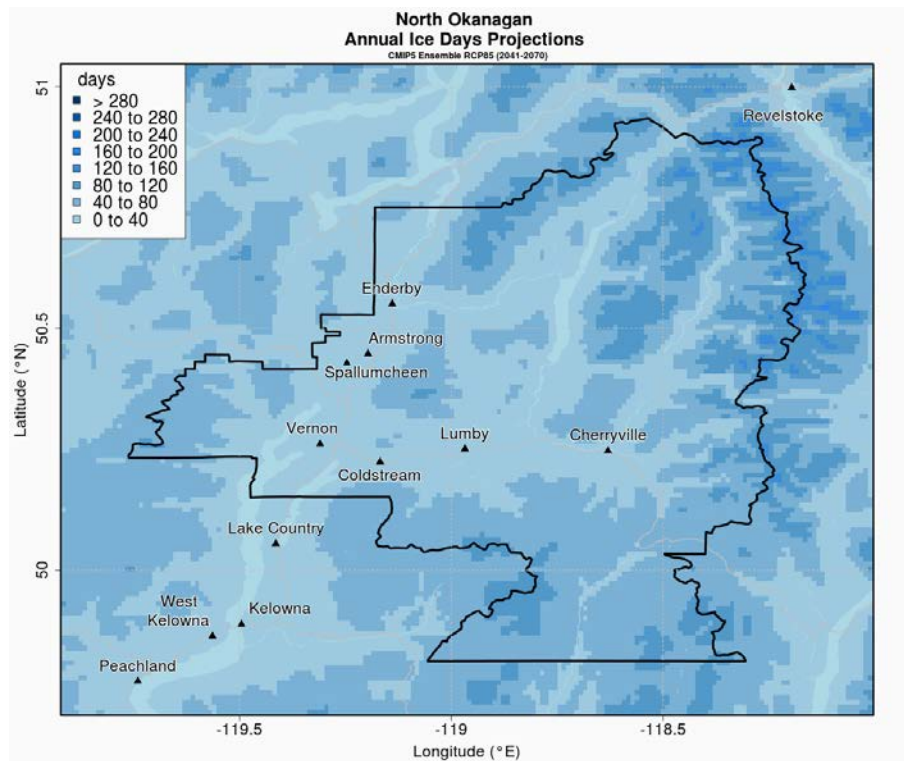 North Okanagan
Annual Ice Days Projections
CMIP5 Ensemble RCP85 (2041-2070)
days
> 280
240 to 280
200 to 240
160 to 200
120 to 160
80 to 120
40 to 80
0 to 40
51
Revelstoke
Enderby
50.5
Armstrong
Spallumcheen
Latitude (°N)
Vernon
Lumby
Cherryville
Coldstream
Lake Country
50
West
Kelowna
Kelowna
Peachland
-119.5
-119
-118.5
Longitude (°E)